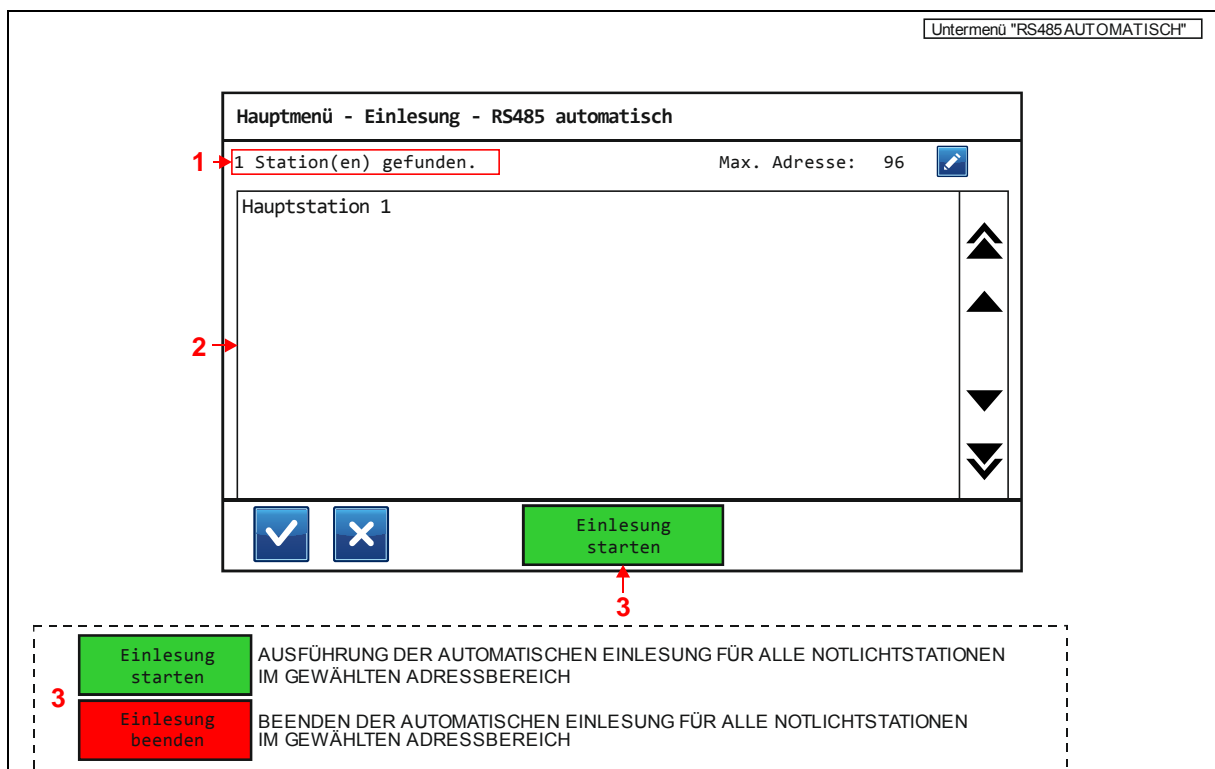 Untermenü "RS485 AUTOMATISCH"
Hauptmenü - Einlesung - RS485 automatisch
1
1 Station(en) gefunden.
Max. Adresse: 96
Hauptstation 1
2
Einlesung
starten
3
3
Einlesung
starten
AUSFÜHRUNG DER AUTOMATISCHEN EINLESUNG FÜR ALLE NOTLICHTSTATIONEN
IM GEWÄHLTEN ADRESSBEREICH
Einlesung
beenden
BEENDEN DER AUTOMATISCHEN EINLESUNG FÜR ALLE NOTLICHTSTATIONEN
IM GEWÄHLTEN ADRESSBEREICH